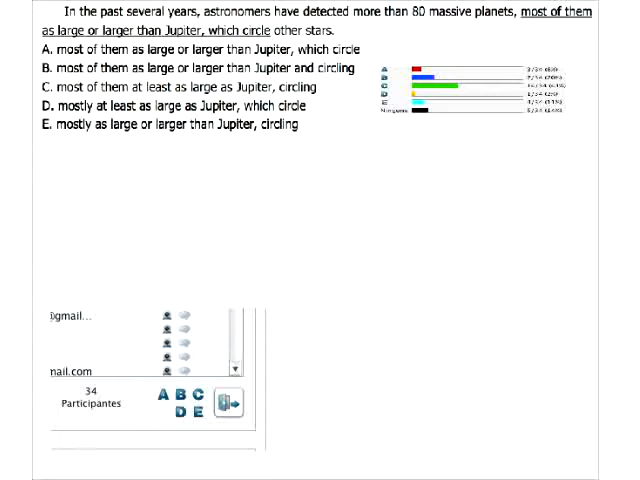 In the past several years, astronomers have detected more than 80 massive planets, most of them
as large or larger than Jupiter, which circle other stars.
A. most of them as large or larger than Jupiter, which circle
B. most of them as large or larger than Jupiter and circling
C. most of them at least as large as Jupiter, circling
D. mostly at least as large as Jupiter, which circle
E. mostly as large or larger than Jupiter, circling
A
B
C
D
E
@gmail...
mail.com
34
Participantes
A B C
D E